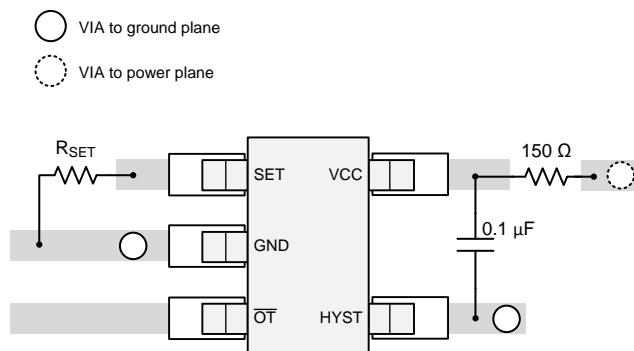 VIA to ground plane
VIA to power plane
RSET
150 Ω
SET
VCC
0.1 µF
GND
OT
HYST